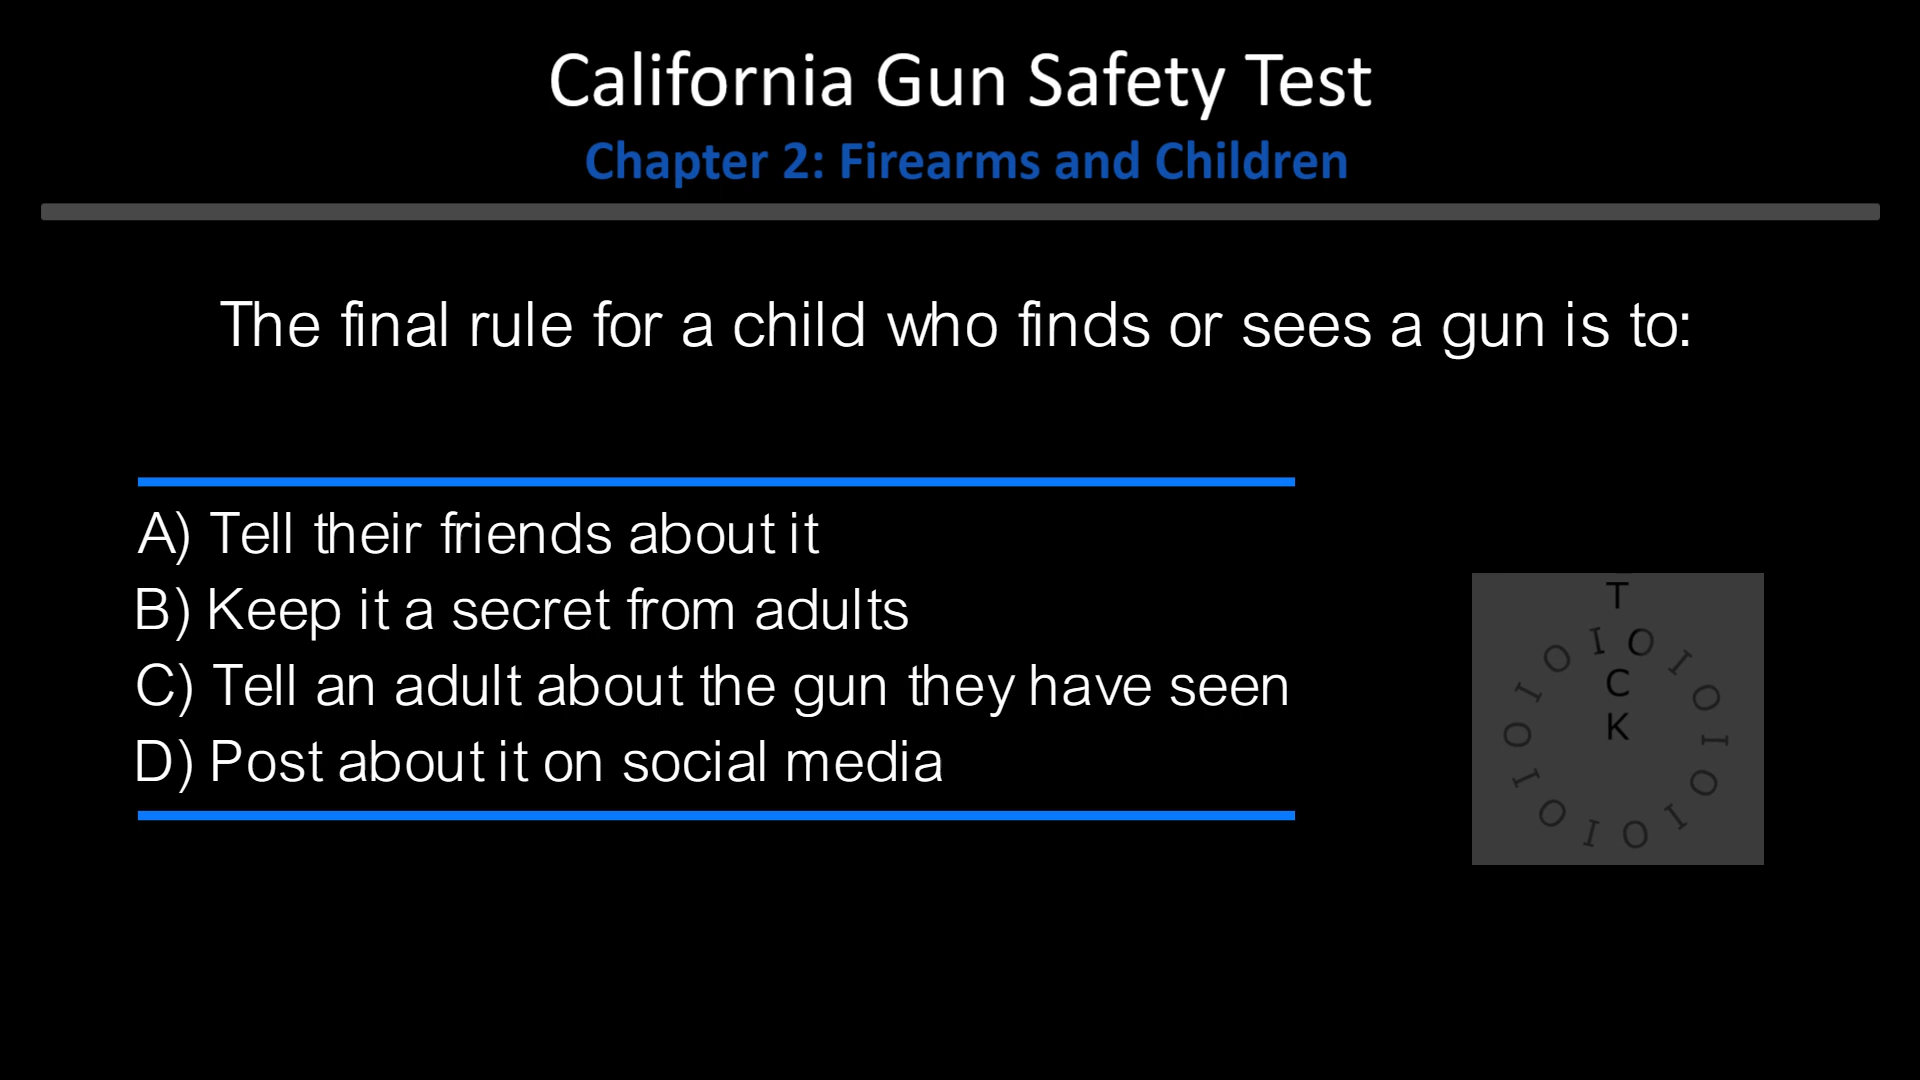 California Gun Safety Test
Chapter 2: Firearms and Children
The final rule for a child who finds or sees a gun is to:
A) Tell their friends about it
B) Keep it a secret from adults
C) Tell an adult about the gun they have seen
D) Post about it on social media
T
I O I O I O I O I O I O I O I O
C
K